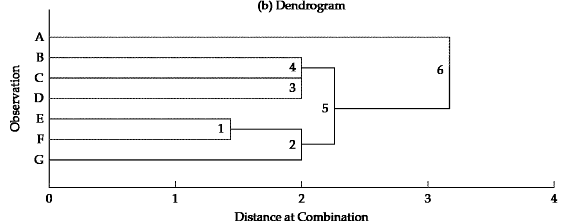 (b) Dendrogram
Observation
A
B
C
D
E
F
G
4
3
1
2
5
6
0 1 2 3 4
Distance at Combination